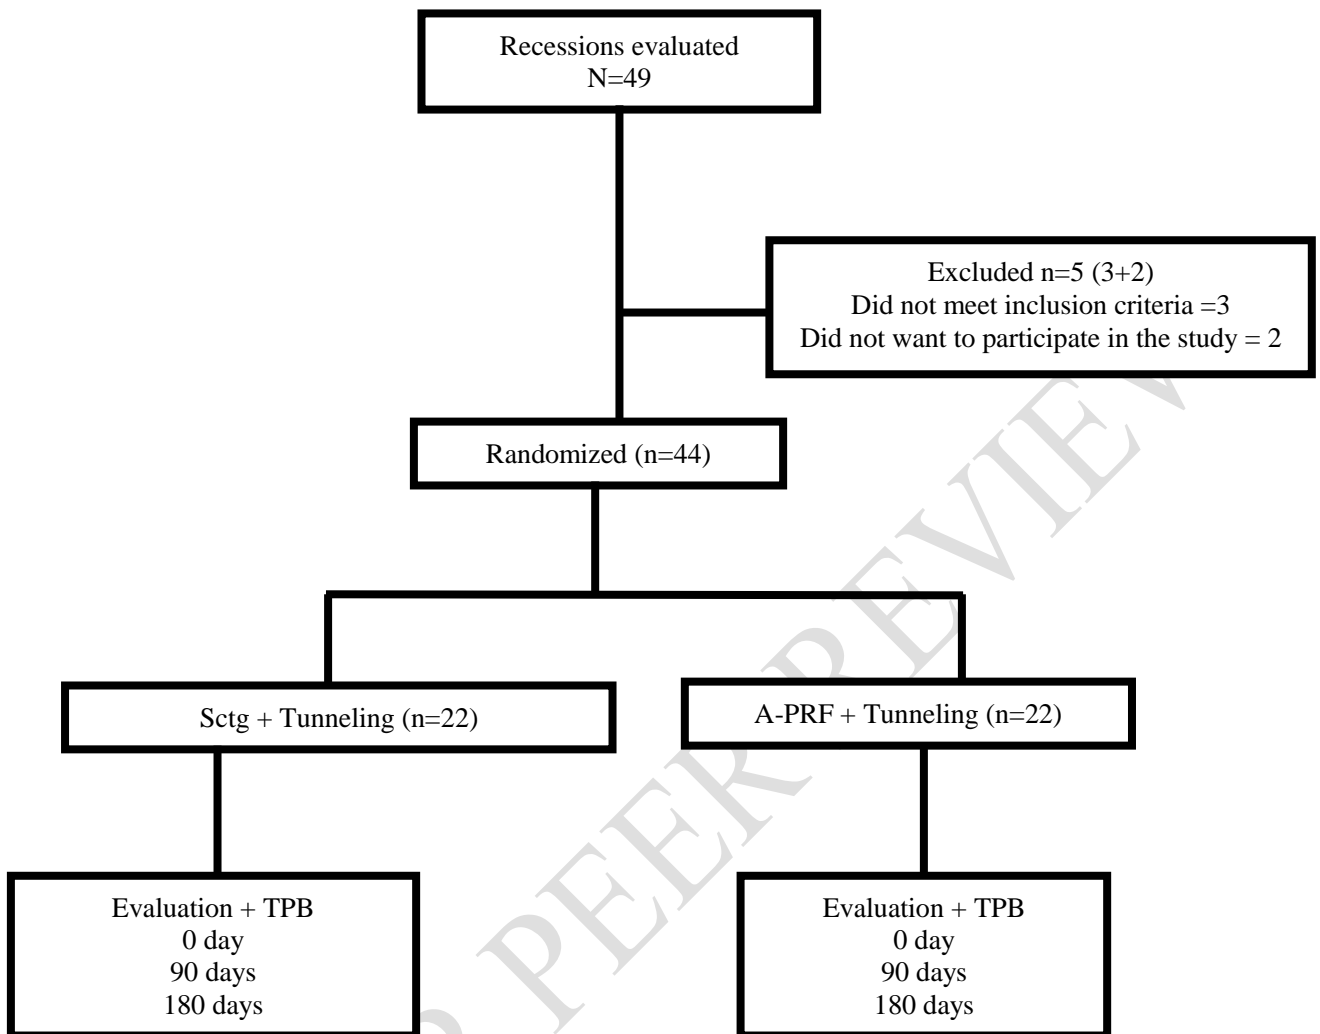 Recessions evaluated
N=49
Excluded n=5 (3+2)
Did not meet inclusion criteria =3
Did not want to participate in the study = 2
Randomized (n=44)
Sctg + Tunneling (n=22)
A-PRF + Tunneling (n=22)
Evaluation + TPB
0 day
90 days
180 days
Evaluation + TPB
0 day
90 days
180 days
PEER REVIEW